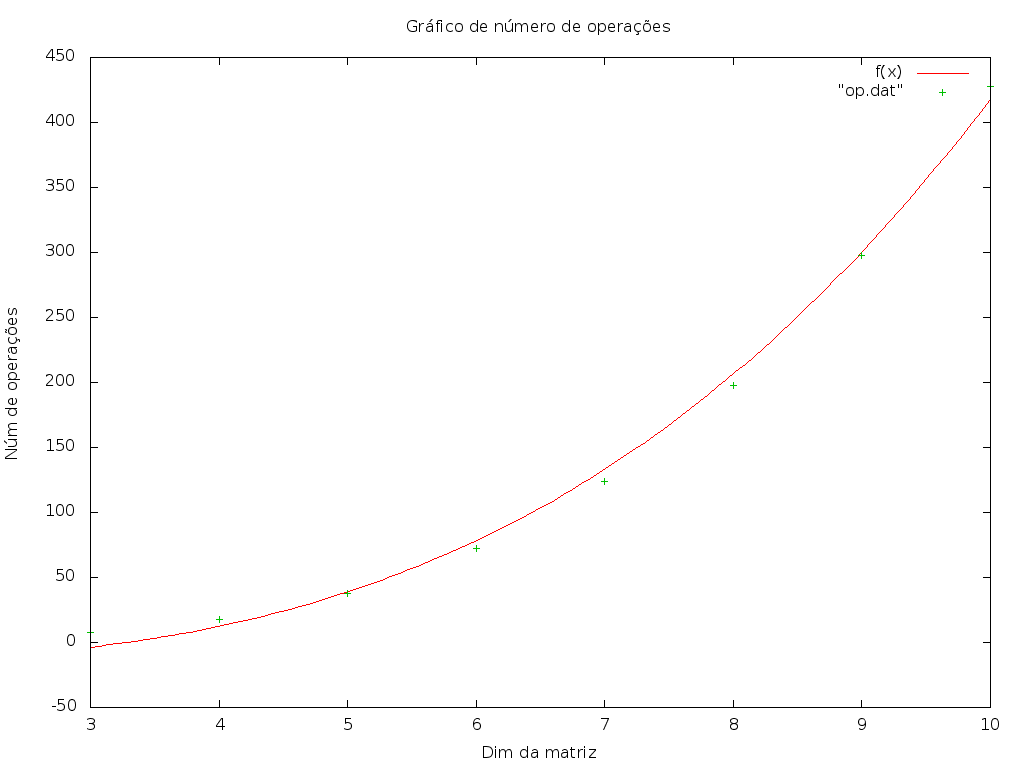 Gráfico de número de operações
f(x)
"op.dat"
450
400
350
300
250
200
150
100
50
0
-50
Núm de operações
3 4 5 6 7 8 9 10
Dim da matriz